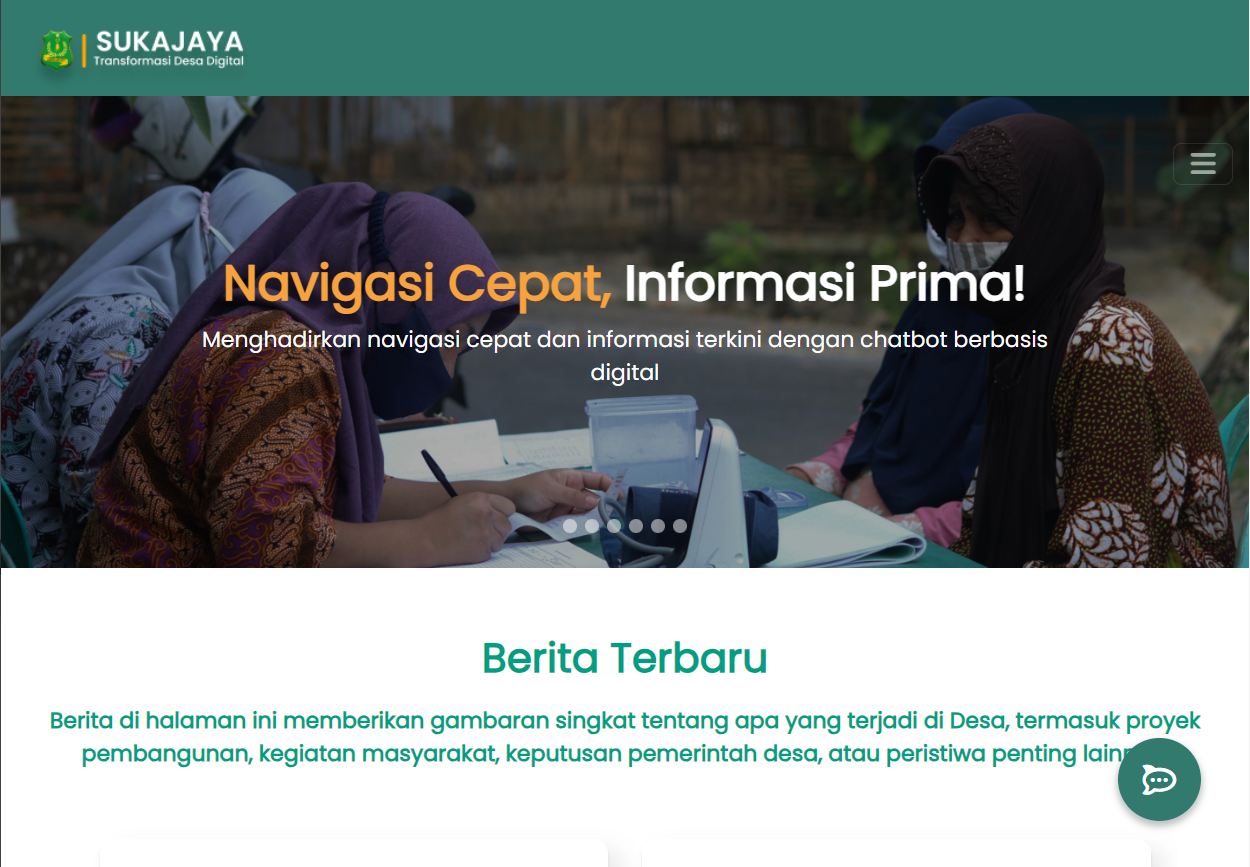 SUKAJAYA
Transformasi Desa Digital
Navigasi Cepat, Informasi Prima!
Menghadirkan navigasi cepat dan informasi terkini dengan chatbot berbasis
digital
Berita Terbaru
Berita di halaman ini memberikan gambaran singkat tentang apa yang terjadi di Desa, termasuk proyek
pembangunan, kegiatan masyarakat, keputusan pemerintah desa, atau peristiwa penting